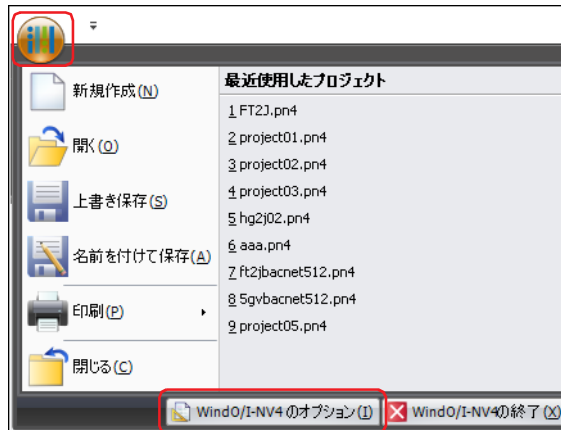 新規作成(N)
開く(O)
上書き保存(S)
名前を付けて保存(A)
印刷(P)
閉じる(C)
最近使用したプロジェクト
1 FT2J.pn4
2 project01.pn4
3 project02.pn4
4 project03.pn4
5 hg2j02.pn4
6 aaa.pn4
7 ft2jbacnet512.pn4
8 5gvbacnet512.pn4
9 project05.pn4
WindO/I-NV4 のオプション(I)
WindO/I-NV4の終了(X)